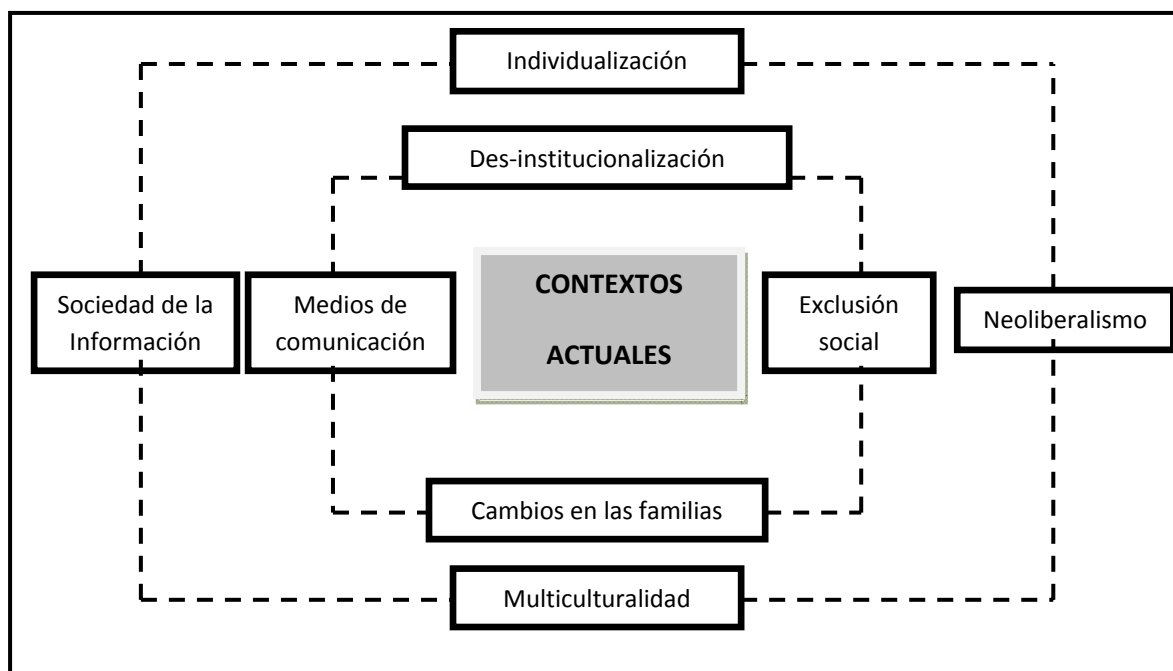 Individualización
Des-institucionalización
Sociedad de la
Información
Medios de
comunicación
CONTEXTOS
ACTUALES
Exclusión
social
Neoliberalismo
Cambios en las familias
Multiculturalidad